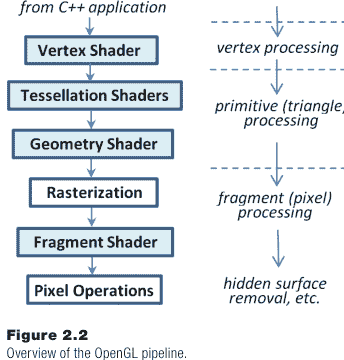 from C++ application
Vertex Shader
Tessellation Shaders
Geometry Shader
Rasterization
Fragment Shader
Pixel Operations
vertex processing
primitive (triangle)
processing
fragment (pixel)
processing
hidden surface
removal, etc.
Figure 2.2
Overview of the OpenGL pipeline.